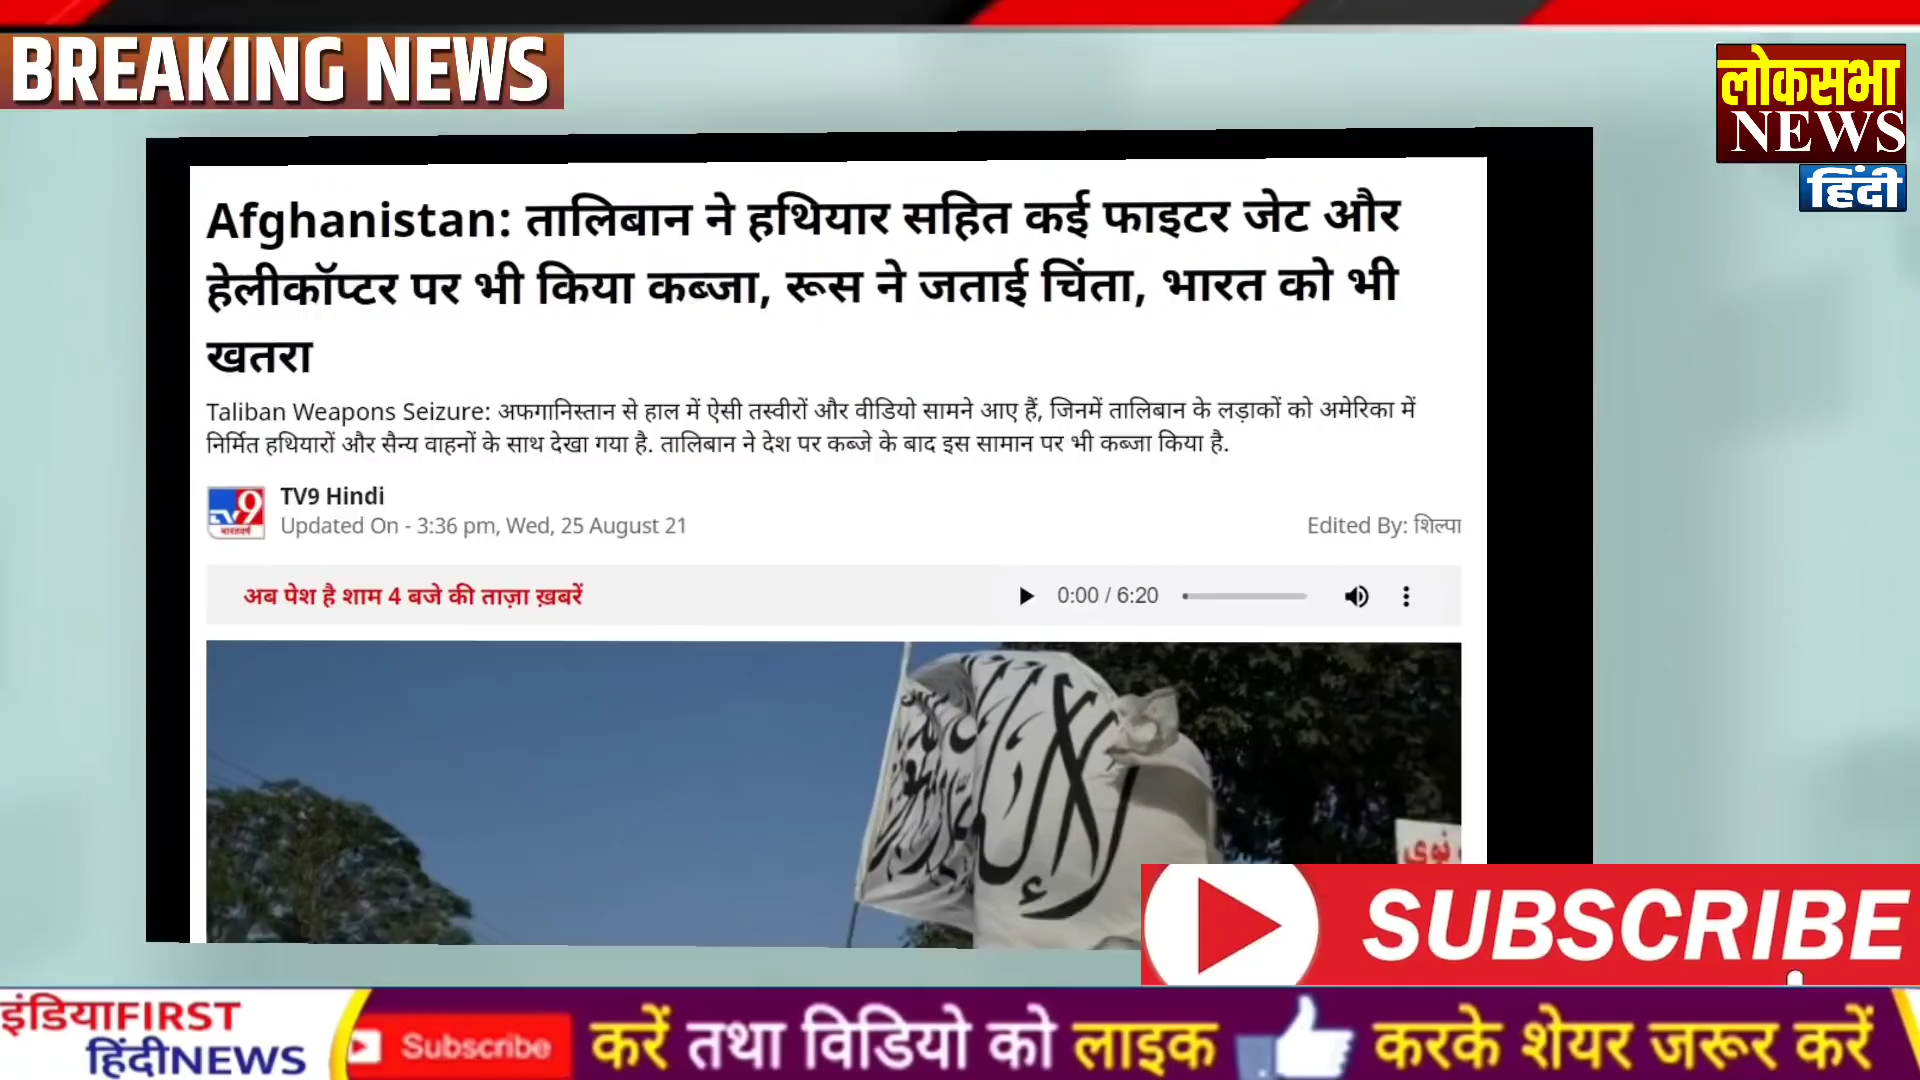 BREAKING NEWS
लोकसभा
NEWS
हिंदी
Afghanistan: तालिबान ने हथियार सहित कई फाइटर जेट और
हेलीकॉप्टर पर भी किया कब्जा, रूस ने जताई चिंता, भारत को भी
खतरा
Taliban Weapons Seizure: अफगानिस्तान से हाल में ऐसी तस्वीरों और वीडियो सामने आए हैं, जिनमें तालिबान के लड़ाकों को अमेरिका में
निर्मित हथियारों और सैन्य वाहनों के साथ देखा गया है. तालिबान ने देश पर कब्जे के बाद इस सामान पर भी कब्जा किया है.
TV9
भारतवर्ष
TV9 Hindi
Updated On - 3:36 pm, Wed, 25 August 21
Edited By: शिल्पा
अब पेश है शाम 4 बजे की ताज़ा ख़बरें
0:00 / 6:20
SUBSCRIBE
इंडियाFIRST
हिंदीNEWS
Subscribe करें तथा विडियो को लाइक करके शेयर जरूर करें